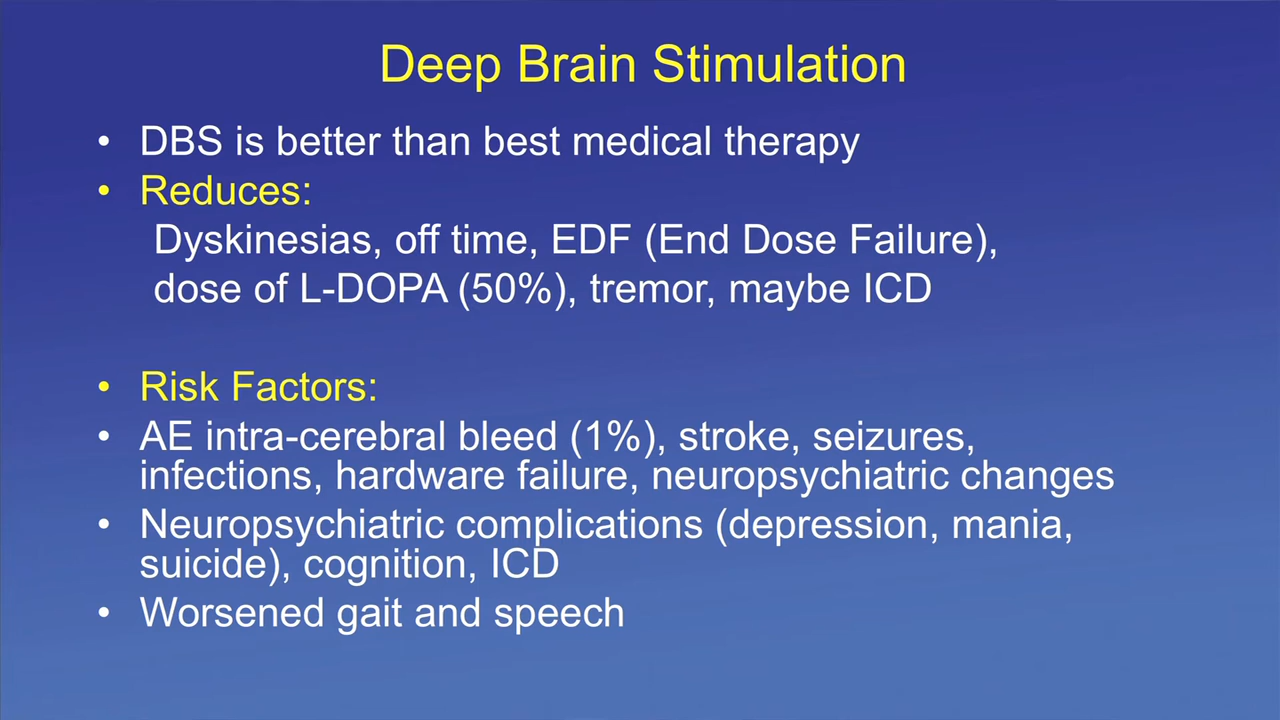 Deep Brain Stimulation
• DBS is better than best medical therapy
• Reduces:
Dyskinesias, off time, EDF (End Dose Failure),
dose of L-DOPA (50%), tremor, maybe ICD
• Risk Factors:
• AE intra-cerebral bleed (1%), stroke, seizures,
infections, hardware failure, neuropsychiatric changes
• Neuropsychiatric complications (depression, mania,
suicide), cognition, ICD
• Worsened gait and speech